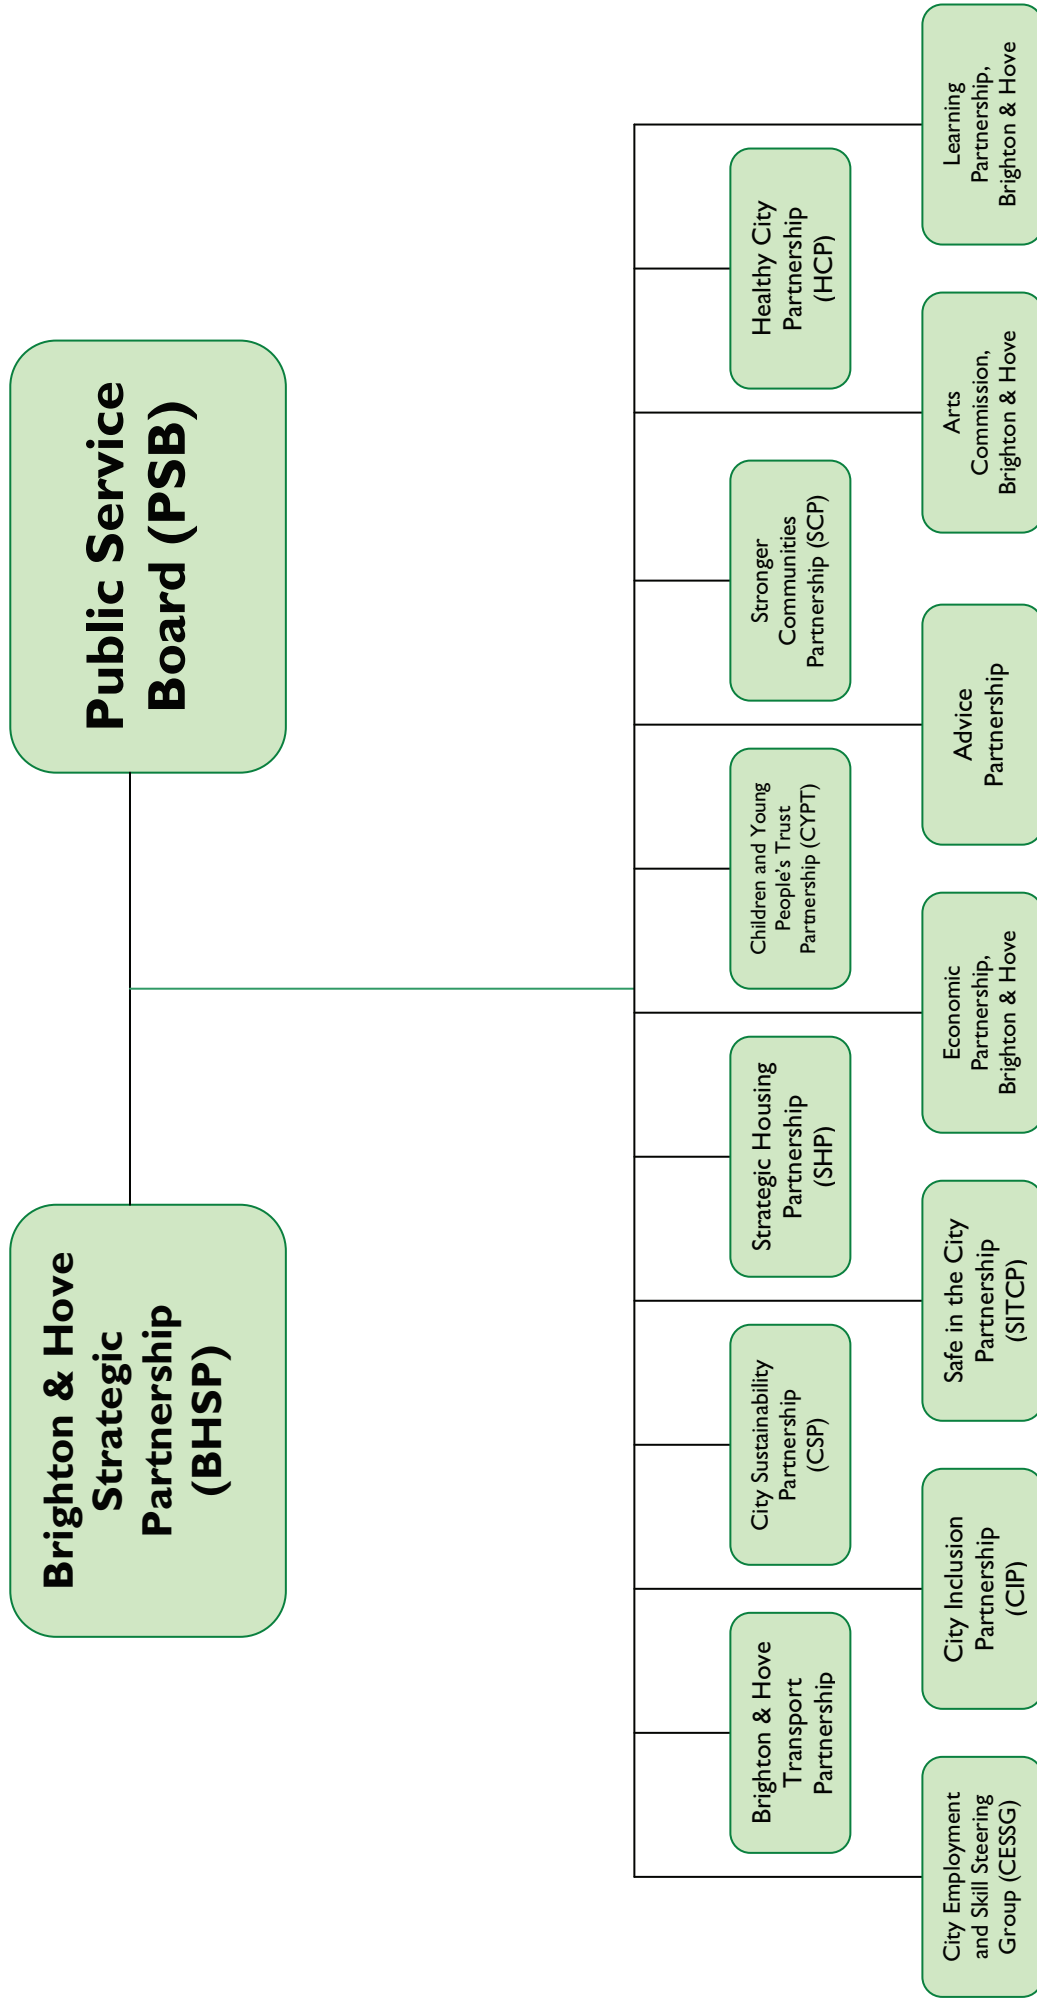 Brighton & Hove
Strategic
Partnership
(BHSP)
Public Service
Board (PSB)
Brighton & Hove
Transport
Partnership
City Sustainability
Partnership
(CSP)
Strategic Housing
Partnership
(SHP)
Children and Young
People’s Trust
Partnership (CYPT)
Stronger
Communities
Partnership (SCP)
Healthy City
Partnership
(HCP)
City Employment
and Skill Steering
Group (CESSG)
City Inclusion
Partnership
(CIP)
Safe in the City
Partnership
(SITCP)
Economic
Partnership,
Brighton & Hove
Advice
Partnership
Arts
Commission,
Brighton & Hove
Learning
Partnership,
Brighton & Hove